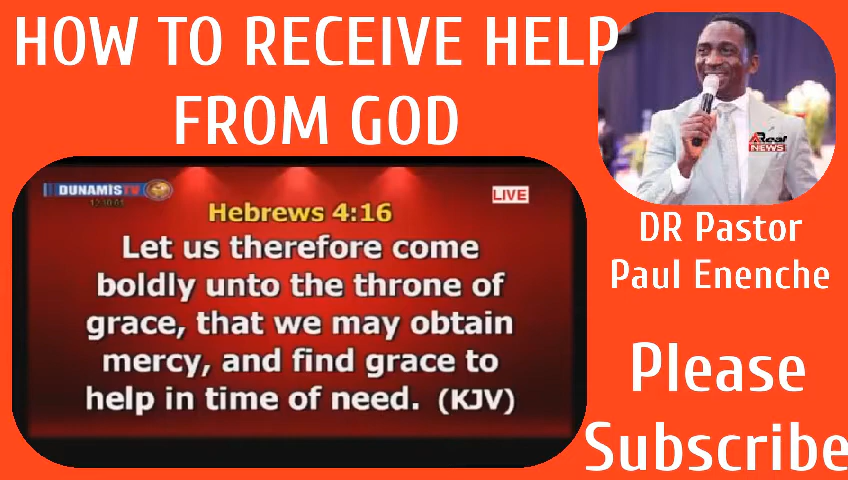 HOW TO RECEIVE HELP
FROM GOD
AReal
NEWS
DUNAMIS TV
LIVE
Hebrews 4:16
Let us therefore come
boldly unto the throne of
grace, that we may obtain
mercy, and find grace to
help in time of need. (KJV)
DR Pastor
Paul Enenche
Please
Subscribe